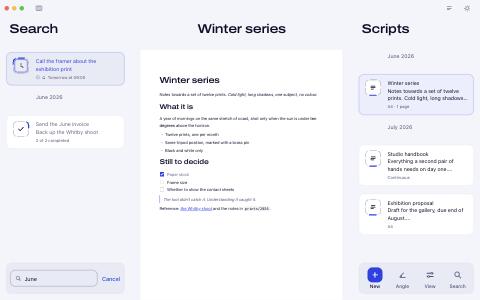 Search
Call the framer about the
exhibition print
Tomorrow at 09:00
June 2026
Send the June invoice
Back up the Whitby shoot
2 of 2 completed
June
Cancel
Winter series
Winter series
Notes towards a set of twelve prints. Cold light, long shadows, one subject, no colour.
What it is
A year of mornings on the same stretch of coast, shot only when the sun is under ten
degrees above the horizon.
- Twelve prints, one per month
- Same tripod position, marked with a brass pin
- Black and white only
Still to decide
Paper stock
Frame size
Whether to show the contact sheets
The tool didn't catch it. Understanding it caught it.
Reference: the Whitby shoot and the notes in
Scripts
June 2026
Winter series
Notes towards a set of twelve
prints. Cold light, long shadows...
A4 · 1 page
July 2026
Studio handbook
Everything a second pair of
hands needs on day one...
Continuous
Exhibition proposal
Draft for the gallery, due end of
August...
A4
New
Angle
View
Search